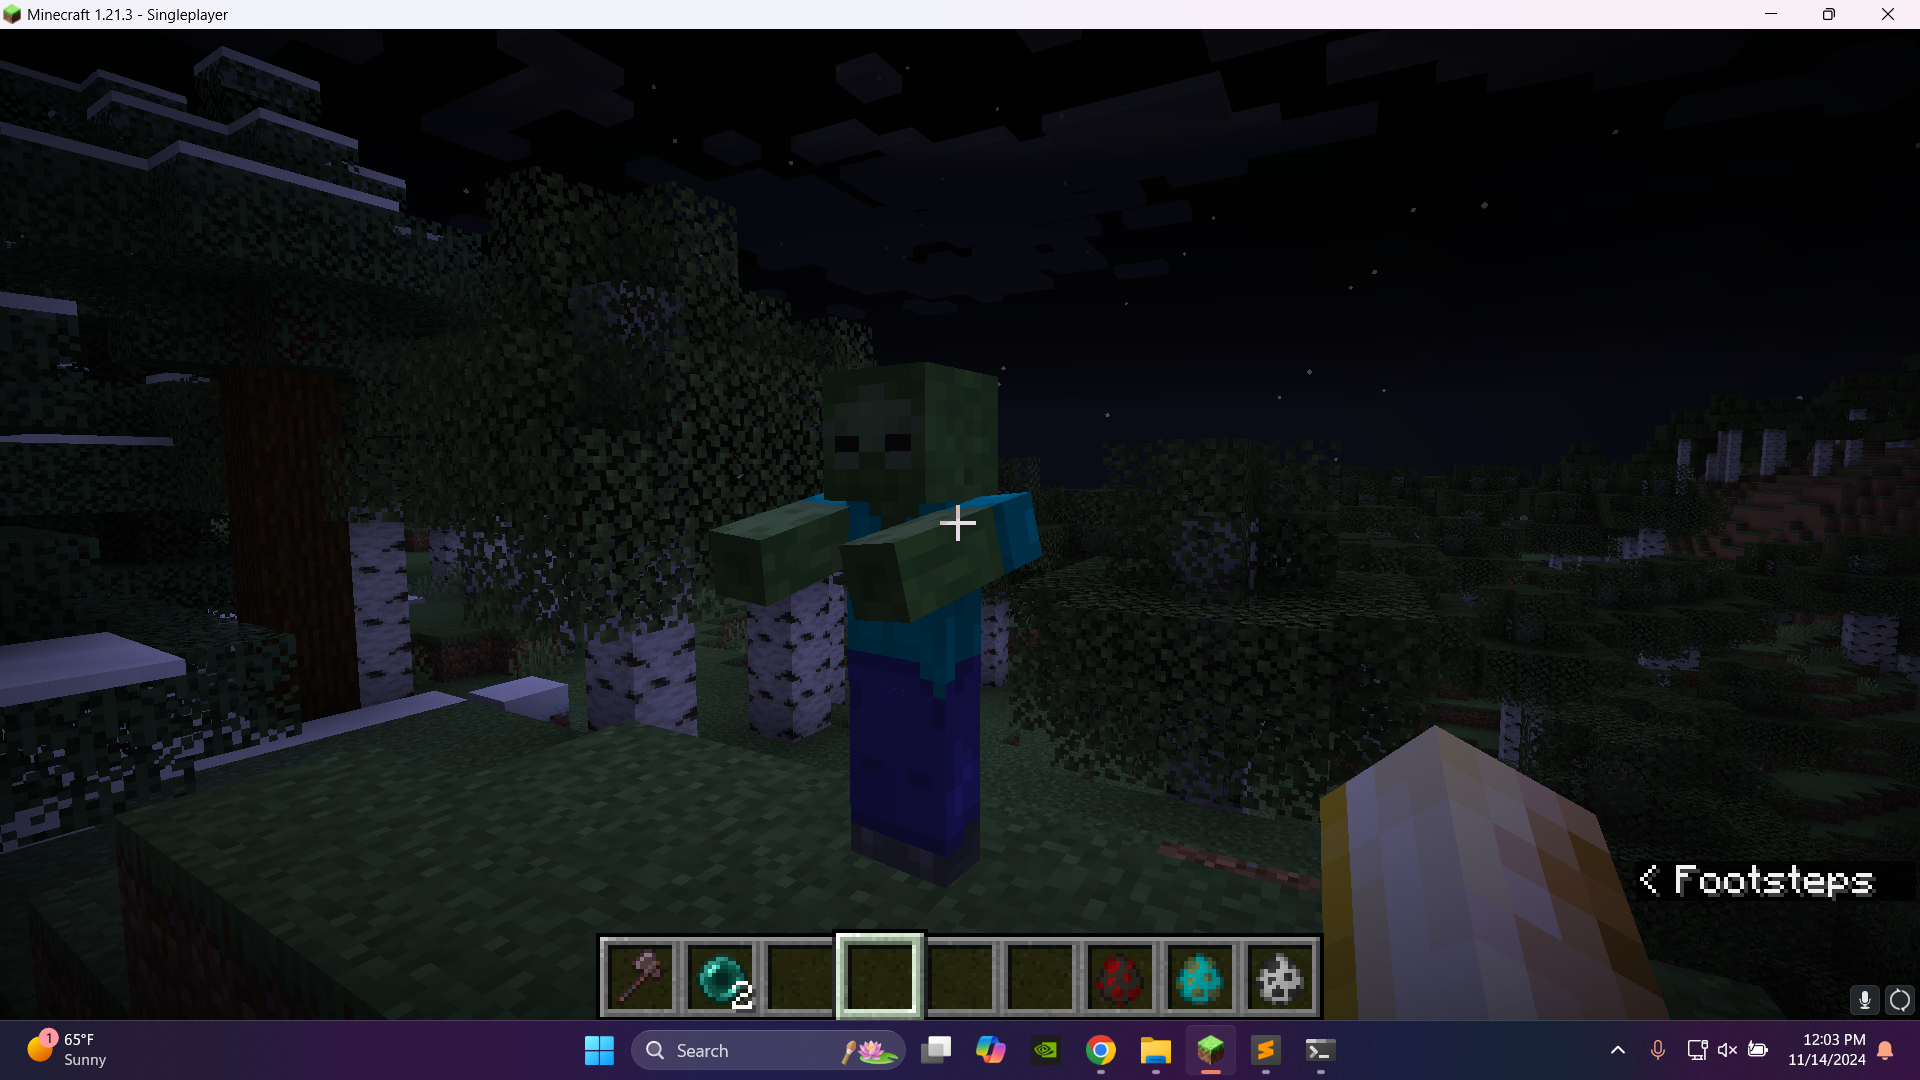 Minecraft 1.21.3 - Singleplayer
< Footsteps
2
1
65°F
Sunny
Search
12:03 PM
11/14/2024